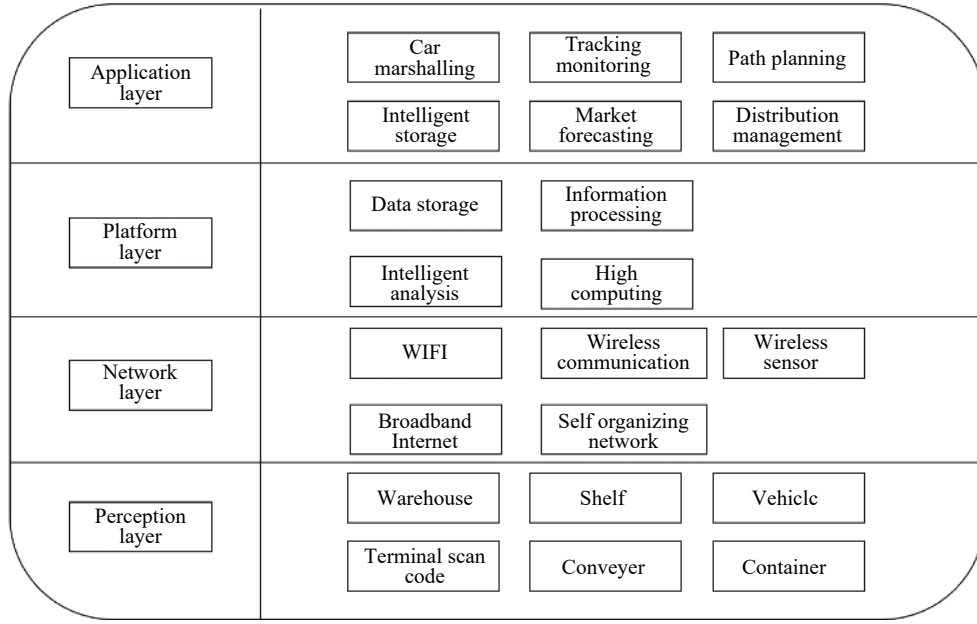 Application
layer
Car
marshalling
Tracking
monitoring
Path planning
Intelligent
storage
Market
forecasting
Distribution
management
Platform
layer
Data storage
Information
processing
Intelligent
analysis
High
computing
Network
layer
WIFI
Wireless
communication
Wireless
sensor
Broadband
Internet
Self organizing
network
Perception
layer
Warehouse
Shelf
Vehiclc
Terminal scan
code
Conveyer
Container